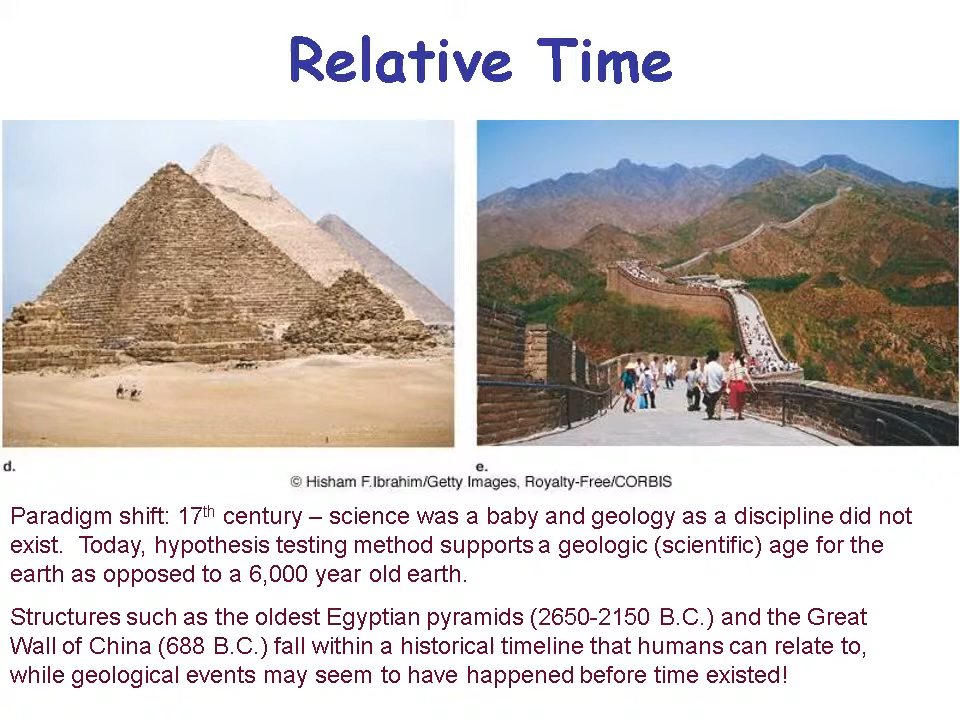 Relative Time
d.
e.
© Hisham F.Ibrahim/Getty Images, Royalty-Free/CORBIS
Paradigm shift: 17th century – science was a baby and geology as a discipline did not
exist.  Today, hypothesis testing method supports a geologic (scientific) age for the
earth as opposed to a 6,000 year old earth.
Structures such as the oldest Egyptian pyramids (2650-2150 B.C.) and the Great
Wall of China (688 B.C.) fall within a historical timeline that humans can relate to,
while geological events may seem to have happened before time existed!